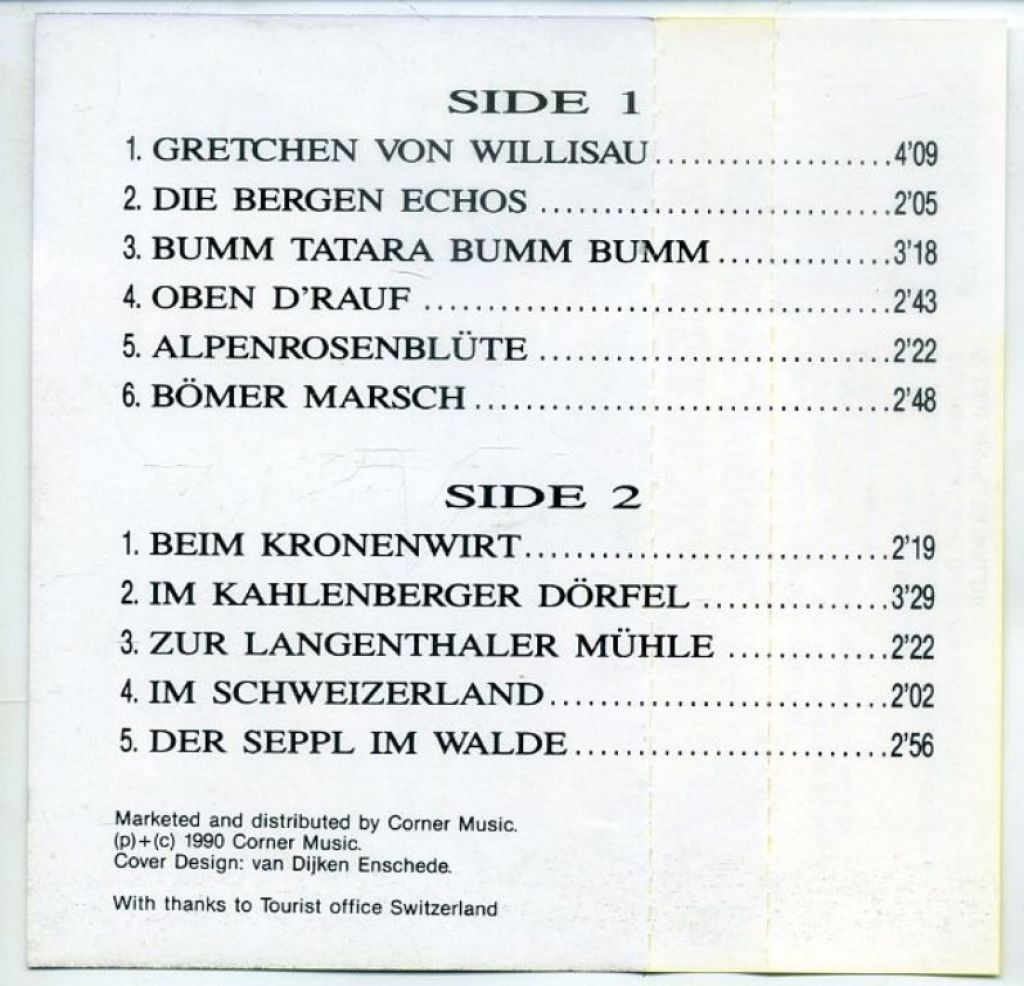 SIDE 1
1. GRETCHEN VON WILLISAU....................4'09
2. DIE BERGEN ECHOS .............................2'05
3. BUMM TATARA BUMM BUMM...............3'18
4. OBEN D'RAUF ......................................2'43
5. ALPENROSENBLÜTE .............................2'22
6. BÖMER MARSCH..................................2'48
SIDE 2
1. BEIM KRONENWIRT..............................2'19
2. IM KAHLENBERGER DÖRFEL ................3'29
3. ZUR LANGENTHALER MÜHLE ..............2'22
4. IM SCHWEIZERLAND............................2'02
5. DER SEPPL IM WALDE..........................2'56
Marketed and distributed by Corner Music.
(p)+(c) 1990 Corner Music.
Cover Design: van Dijken Enschede.
With thanks to Tourist office Switzerland